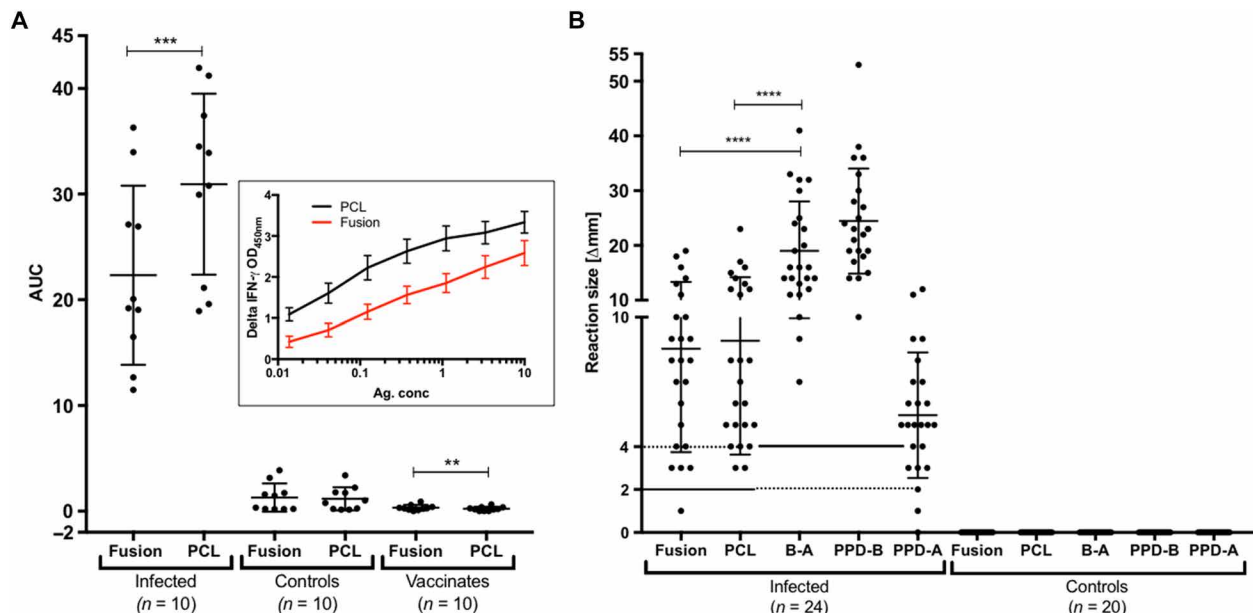 A
45
40
30
20
10
0
−2
AUC
***
**
Fusion PCL Fusion PCL Fusion PCL
Infected Controls Vaccinates
(n = 10) (n = 10) (n = 10)
4
3
2
1
0
Delta IFN-γ OD450nm
PCL
Fusion
0.01 0.1 1 10
Ag. conc
B
55
50
40
30
20
10
10
4
2
0
Reaction size [Δmm]
****
****
Fusion PCL B-A PPD-B PPD-A Fusion PCL B-A PPD-B PPD-A
Infected Controls
(n = 24) (n = 20)